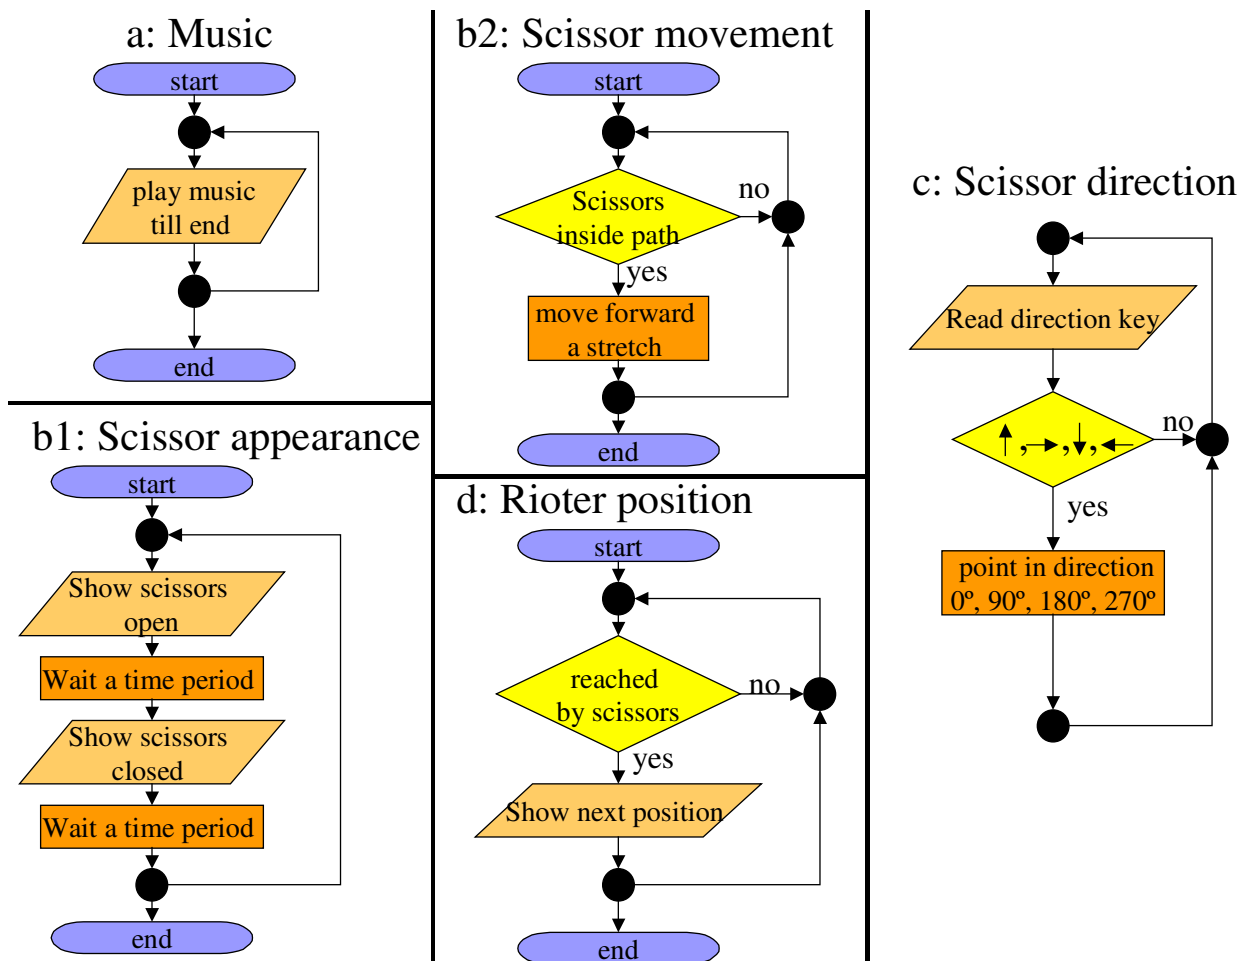 a: Music
start
play music
till end
end
b1: Scissor appearance
start
Show scissors
open
Wait a time period
Show scissors
closed
Wait a time period
end
b2: Scissor movement
start
Scissors
inside path
no
yes
move forward
a stretch
end
d: Rioter position
start
reached
by scissors
no
yes
Show next position
end
c: Scissor direction
Read direction key
↑,→,↓,←
no
yes
point in direction
0º, 90º, 180º, 270º